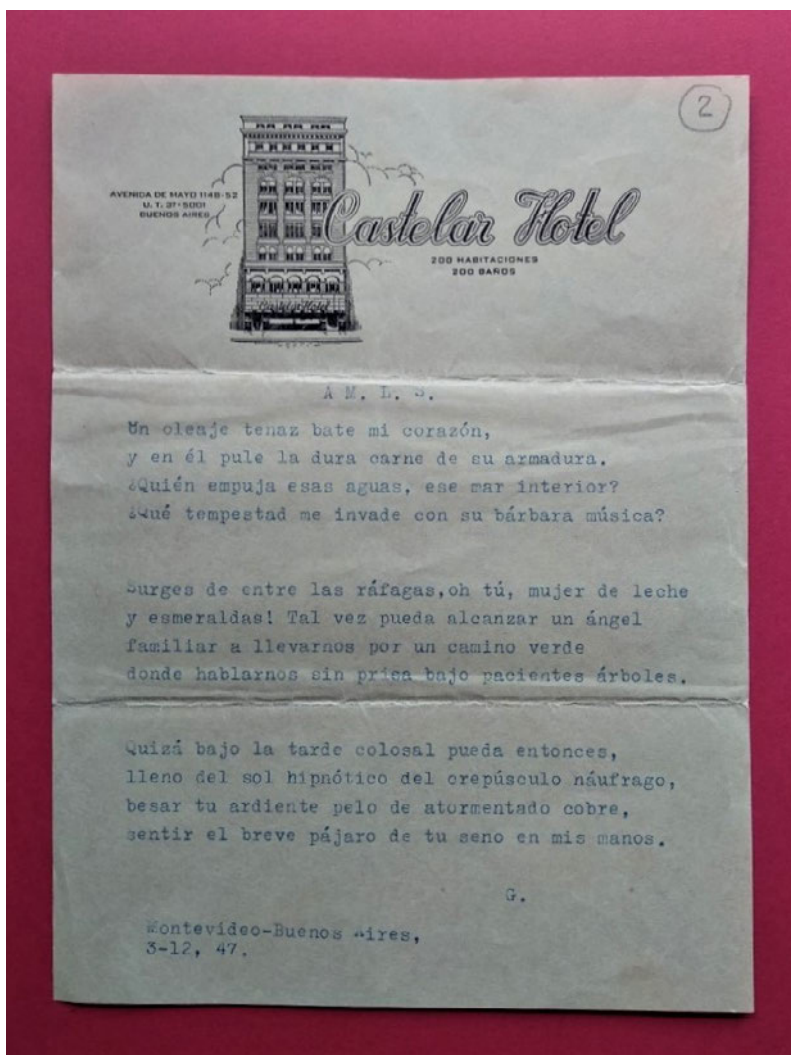 2
AVENIDA DE MAYO 1148-52
U. T. 37-5001
BUENOS AIRES
Castelar Hotel
200 HABITACIONES
200 BAÑOS
Castelar Hotel
A M. L. S.
Un oleaje tenaz bate mi corazón,
y en él pule la dura carne de su armadura.
¿Quién empuja esas aguas, ese mar interior?
¿Qué tempestad me invade con su bárbara música?
Surges de entre las ráfagas,oh tú, mujer de leche
y esmeraldas! Tal vez pueda alcanzar un ángel
familiar a llevarnos por un camino verde
donde hablarnos sin prisa bajo pacientes árboles.
Quizá bajo la tarde colosal pueda entonces,
lleno del sol hipnótico del crepúsculo náufrago,
besar tu ardiente pelo de atormentado cobre,
sentir el breve pájaro de tu seno en mis manos.
G.
Montevideo-Buenos Aires,
3-12, 47.